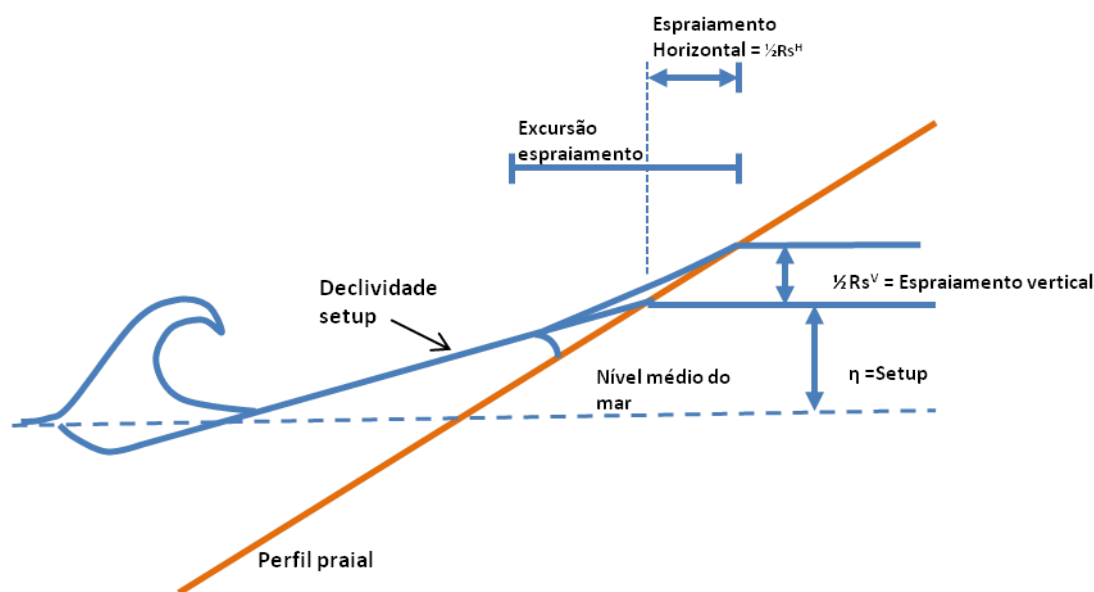 Espraiamento
Horizontal = ½Rsᴴ
Excursão
espraiamento
½Rsⱽ = Espraiamento vertical
Declividade
setup
η =Setup
Nível médio do
mar
Perfil praial